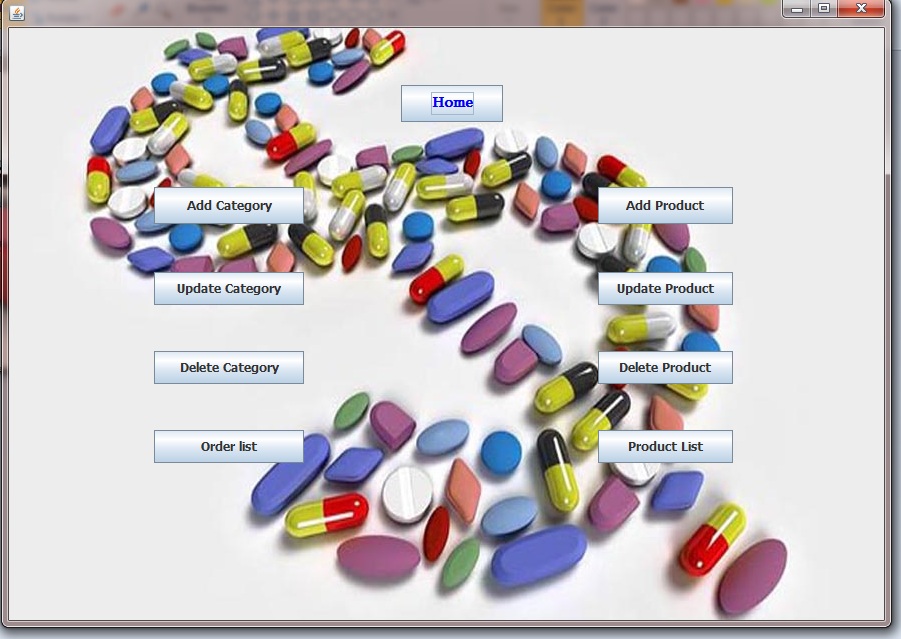 Home
Add Category
Add Product
Update Category
Update Product
Delete Category
Delete Product
Order list
Product List